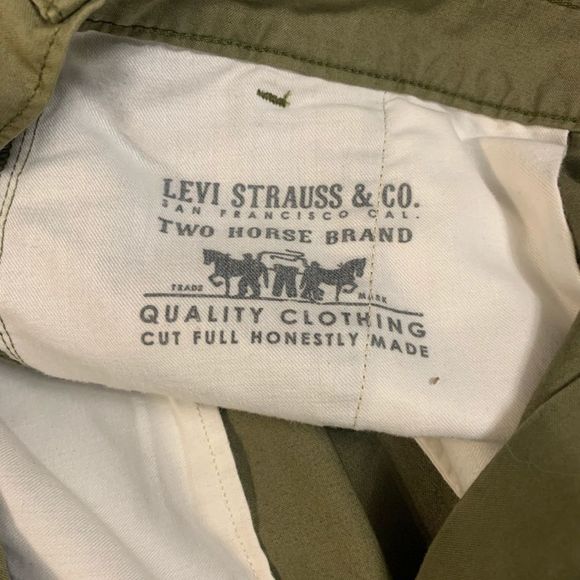 LEVI STRAUSS & CO.
SAN FRANCISCO CAL.
TWO HORSE BRAND
TRADE MARK
QUALITY CLOTHING
CUT FULL HONESTLY MADE